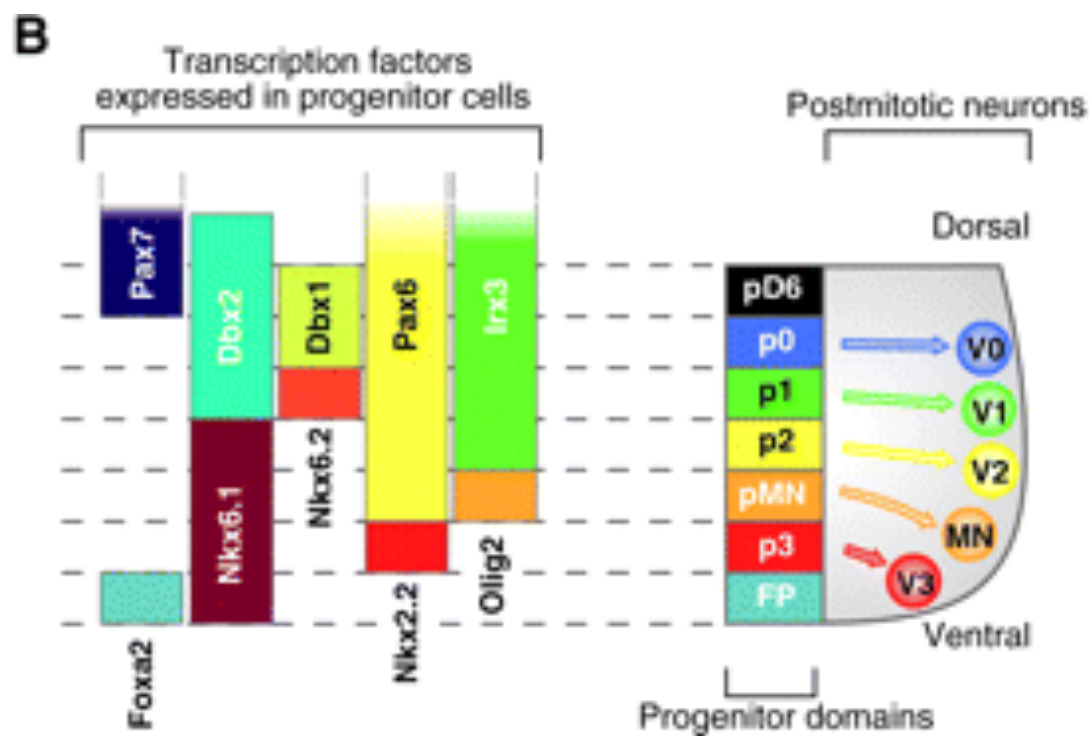 B
Transcription factors
expressed in progenitor cells
Postmitotic neurons
Dorsal
Pax7
Dbx2
Dbx1
Pax6
Irx3
Nkx6.1
Nkx6.2
Foxa2
Nkx2.2
Olig2
pD6
p0
p1
p2
pMN
p3
FP
V0
V1
V2
MN
V3
Ventral
Progenitor domains